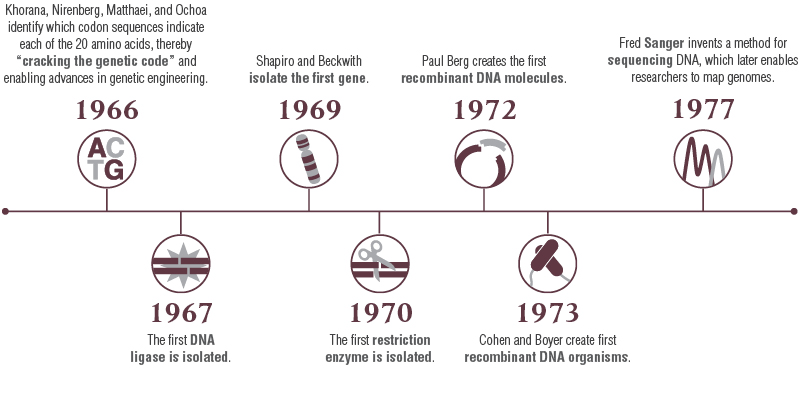 Khorana, Nirenberg, Matthaei, and Ochoa
identify which codon sequences indicate
each of the 20 amino acids, thereby
“cracking the genetic code” and
enabling advances in genetic engineering.
1966
ACTG
Shapiro and Beckwith
isolate the first gene.
1969
Paul Berg creates the first
recombinant DNA molecules.
1972
Fred Sanger invents a method for
sequencing DNA, which later enables
researchers to map genomes.
1977
1967
The first DNA
ligase is isolated.
1970
The first restriction
enzyme is isolated.
1973
Cohen and Boyer create first
recombinant DNA organisms.